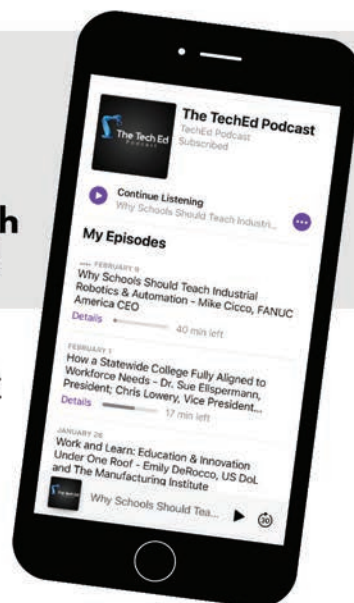 h
The Tech Ed
Podcast
The TechEd Podcast
TechEd Podcast
Subscribed
Continue Listening
Why Schools Should Teach Industri...
My Episodes
FEBRUARY 9
Why Schools Should Teach Industrial
Robotics & Automation - Mike Cicco, FANUC
America CEO
Details
40 min left
FEBRUARY 1
How a Statewide College Fully Aligned to
Workforce Needs - Dr. Sue Ellspermann,
President; Chris Lowery, Vice President...
Details
17 min left
JANUARY 26
Work and Learn: Education & Innovation
Under One Roof - Emily DeRocco, US DoL
and The Manufacturing Institute
Why Schools Should Tea...
30